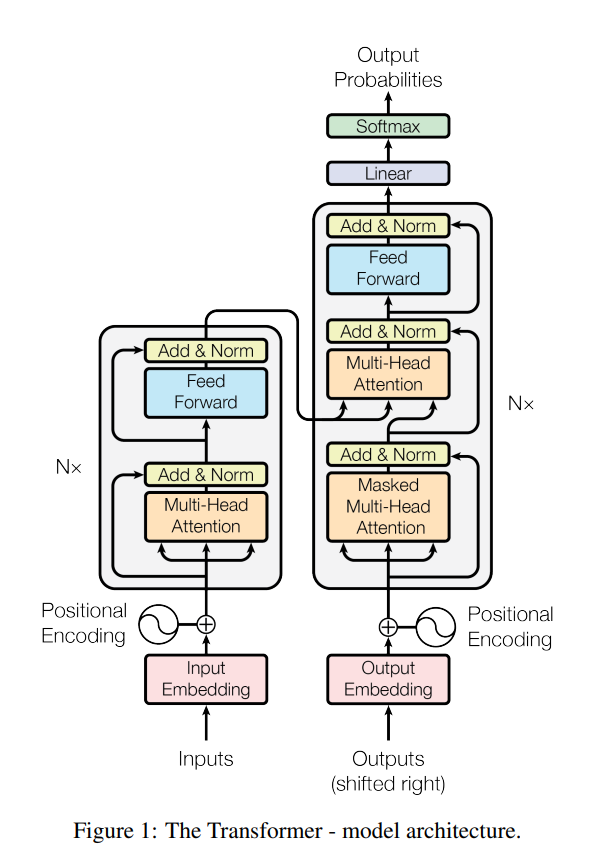 Output
Probabilities
Softmax
Linear
Add & Norm
Feed
Forward
Add & Norm
Multi-Head
Attention
Add & Norm
Masked
Multi-Head
Attention
N×
Add & Norm
Feed
Forward
N×
Add & Norm
Multi-Head
Attention
Positional
Encoding
Positional
Encoding
Input
Embedding
Output
Embedding
Inputs
Outputs
(shifted right)
Figure 1: The Transformer - model architecture.